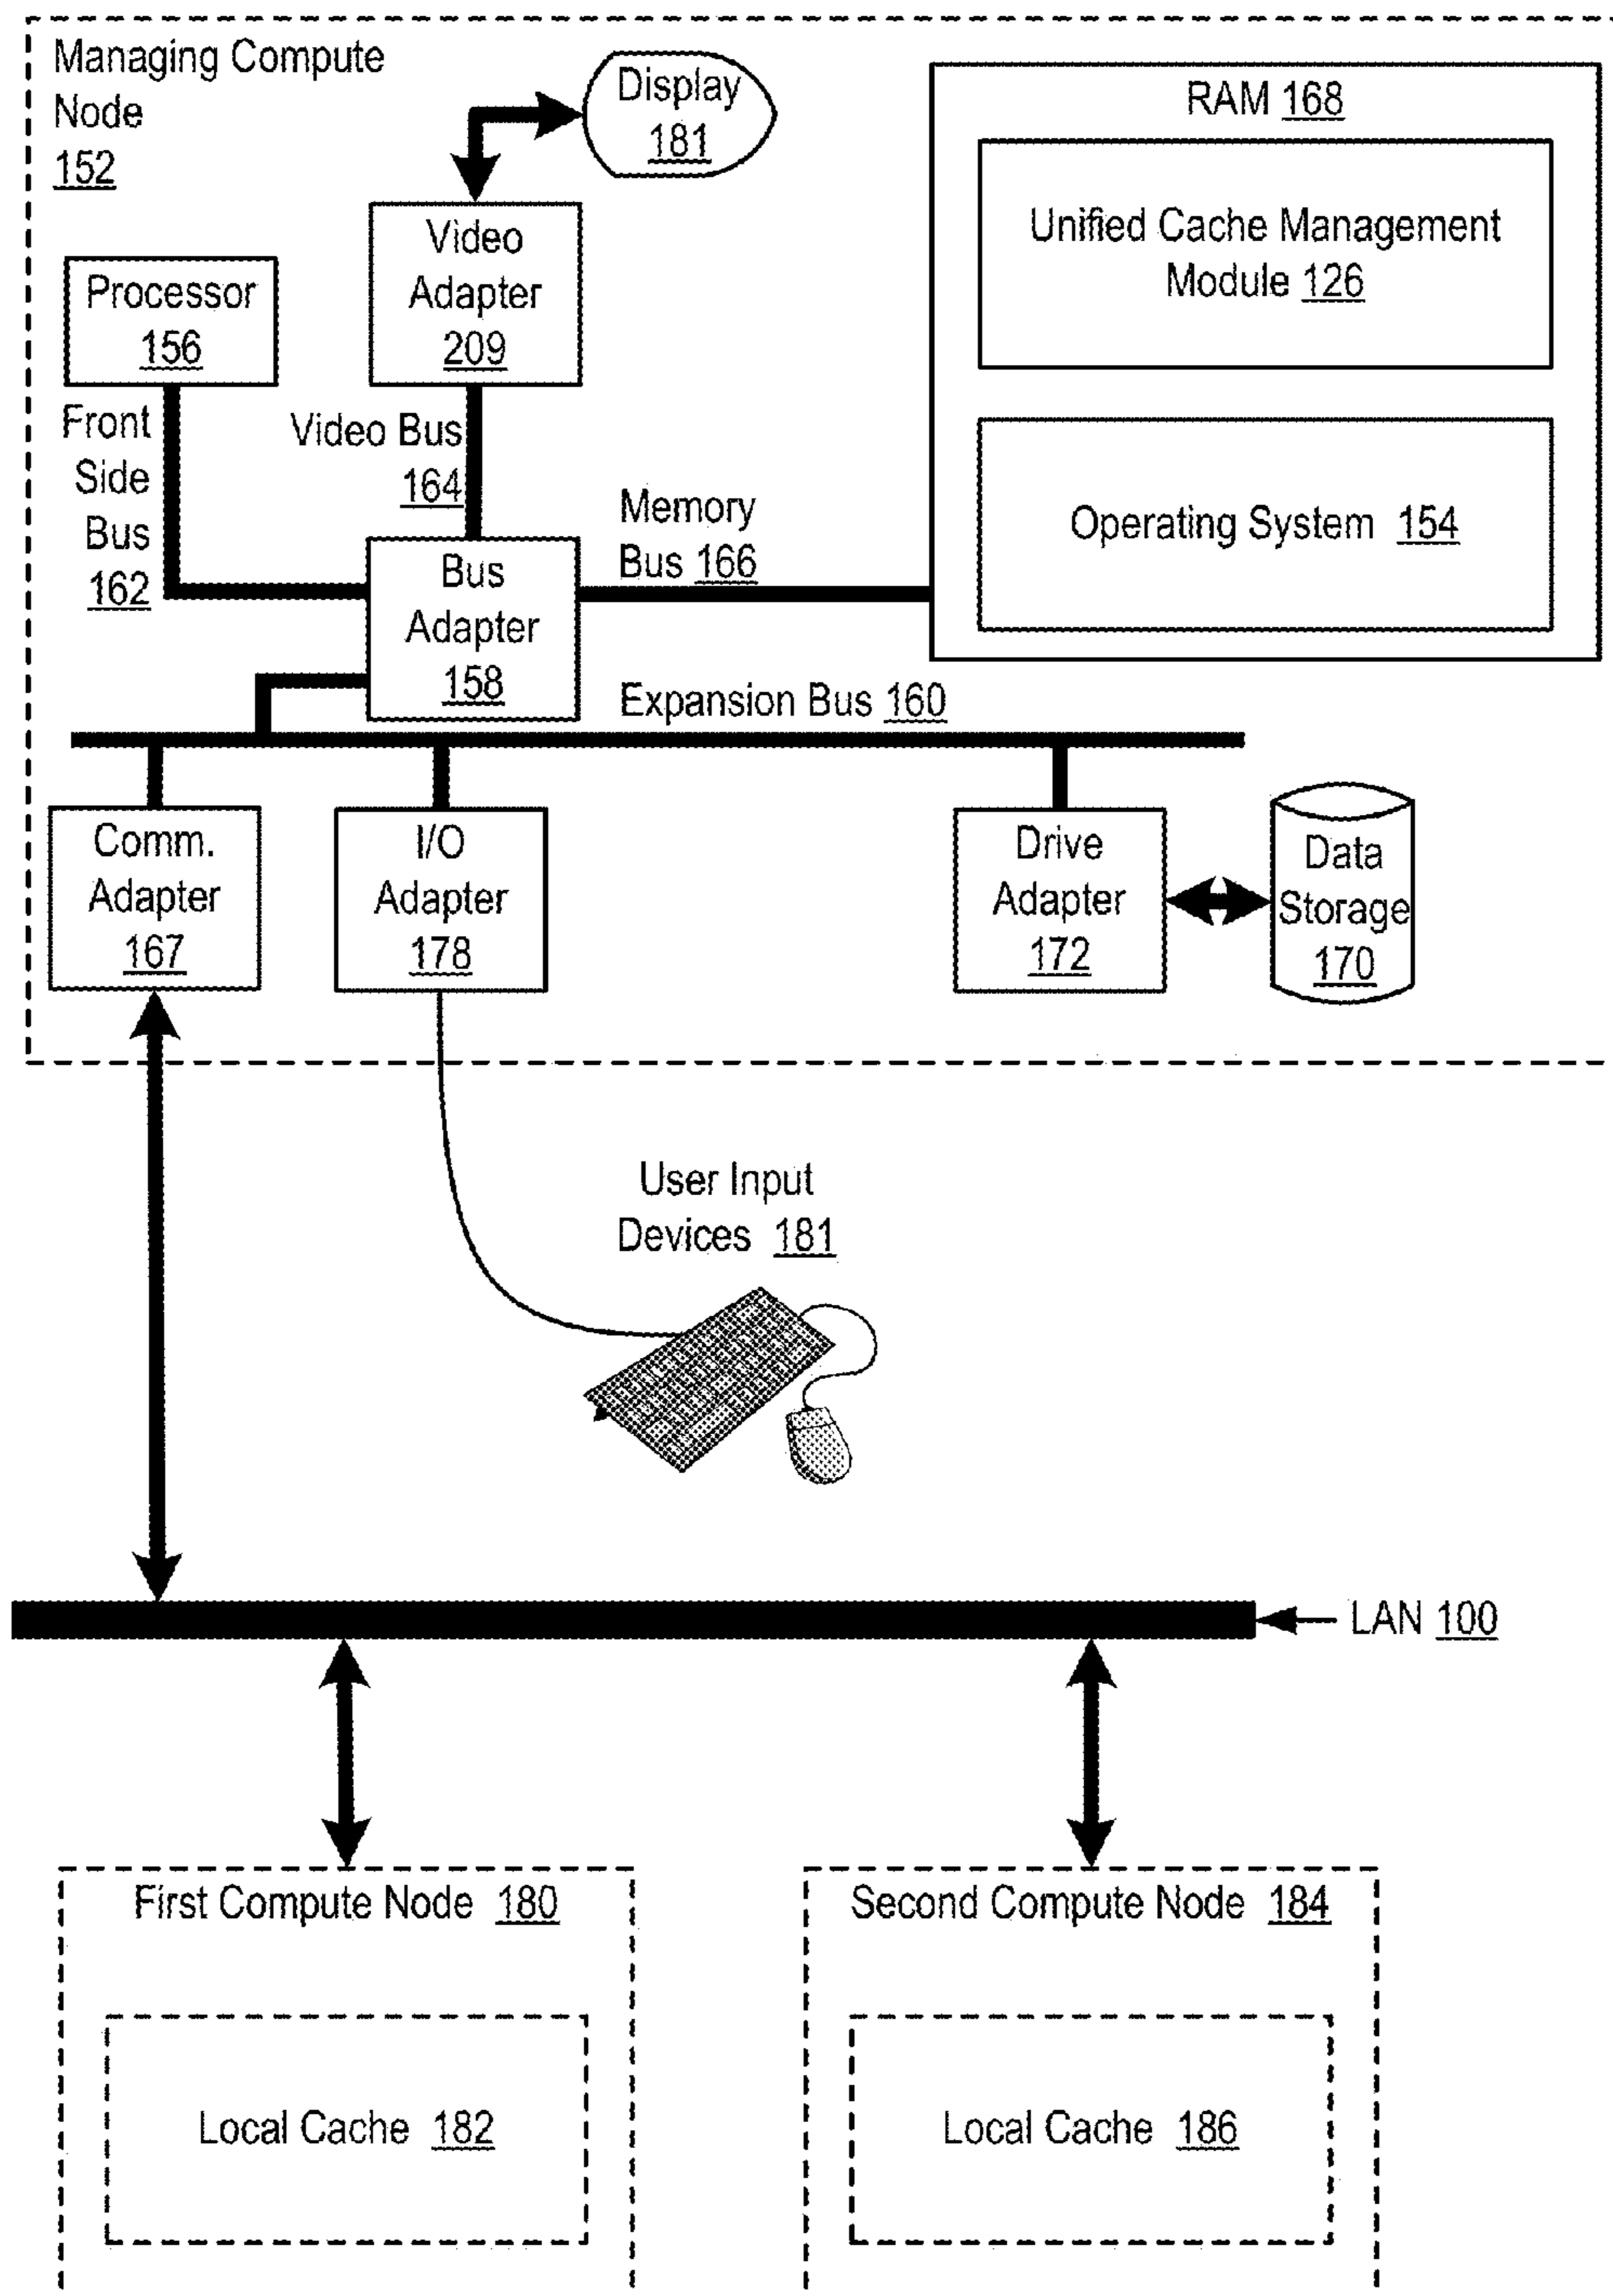 Managing Compute
Node
152
Display
181
RAM 168
Unified Cache Management
Module 126
Operating System 154
Video
Adapter
209
Processor
156
Front
Side
Bus
162
Video Bus
164
Memory
Bus 166
Bus
Adapter
158
Expansion Bus 160
Comm.
Adapter
167
I/O
Adapter
178
Drive
Adapter
172
Data
Storage
170
User Input
Devices 181
LAN 100
First Compute Node 180
Local Cache 182
Second Compute Node 184
Local Cache 186